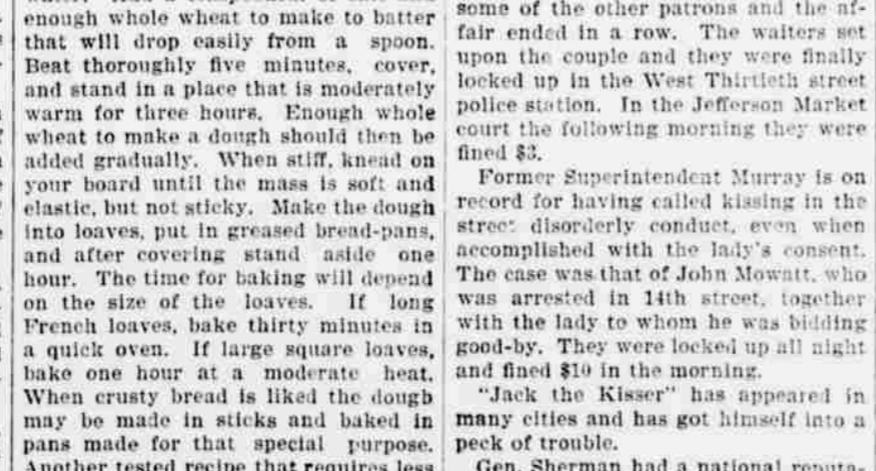 enough whole wheat to make to batter
that will drop easily from a spoon.
Beat thoroughly five minutes, cover,
and stand in a place that is moderately
warm for three hours. Enough whole
wheat to make a dough should then be
added gradually. When stiff, knead on
your board until the mass is soft and
elastic, but not sticky. Make the dough
into loaves, put in greased bread-pans,
and after covering stand aside one
hour. The time for baking will depend
on the size of the loaves. If long
French loaves, bake thirty minutes in
a quick oven. If large square loaves,
bake one hour at a moderate heat.
When crusty bread is liked the dough
may be made in sticks and baked in
pans made for that special purpose.
Another tested recipe that requires less
some of the other patrons and the af-
fair ended in a row. The waiters set
upon the couple and they were finally
locked up in the West Thirtieth street
police station. In the Jefferson Market
court the following morning they were
fined $3.
Former Superintendent Murray is on
record for having called kissing in the
street disorderly conduct, even when
accomplished with the lady's consent.
The case was that of John Mowatt, who
was arrested in 14th street, together
with the lady to whom he was bidding
good-by. They were locked up all night
and fined $10 in the morning.
"Jack the Kisser" has appeared in
many cities and has got himself into a
peck of trouble.
Gen. Sherman had a national reputa-